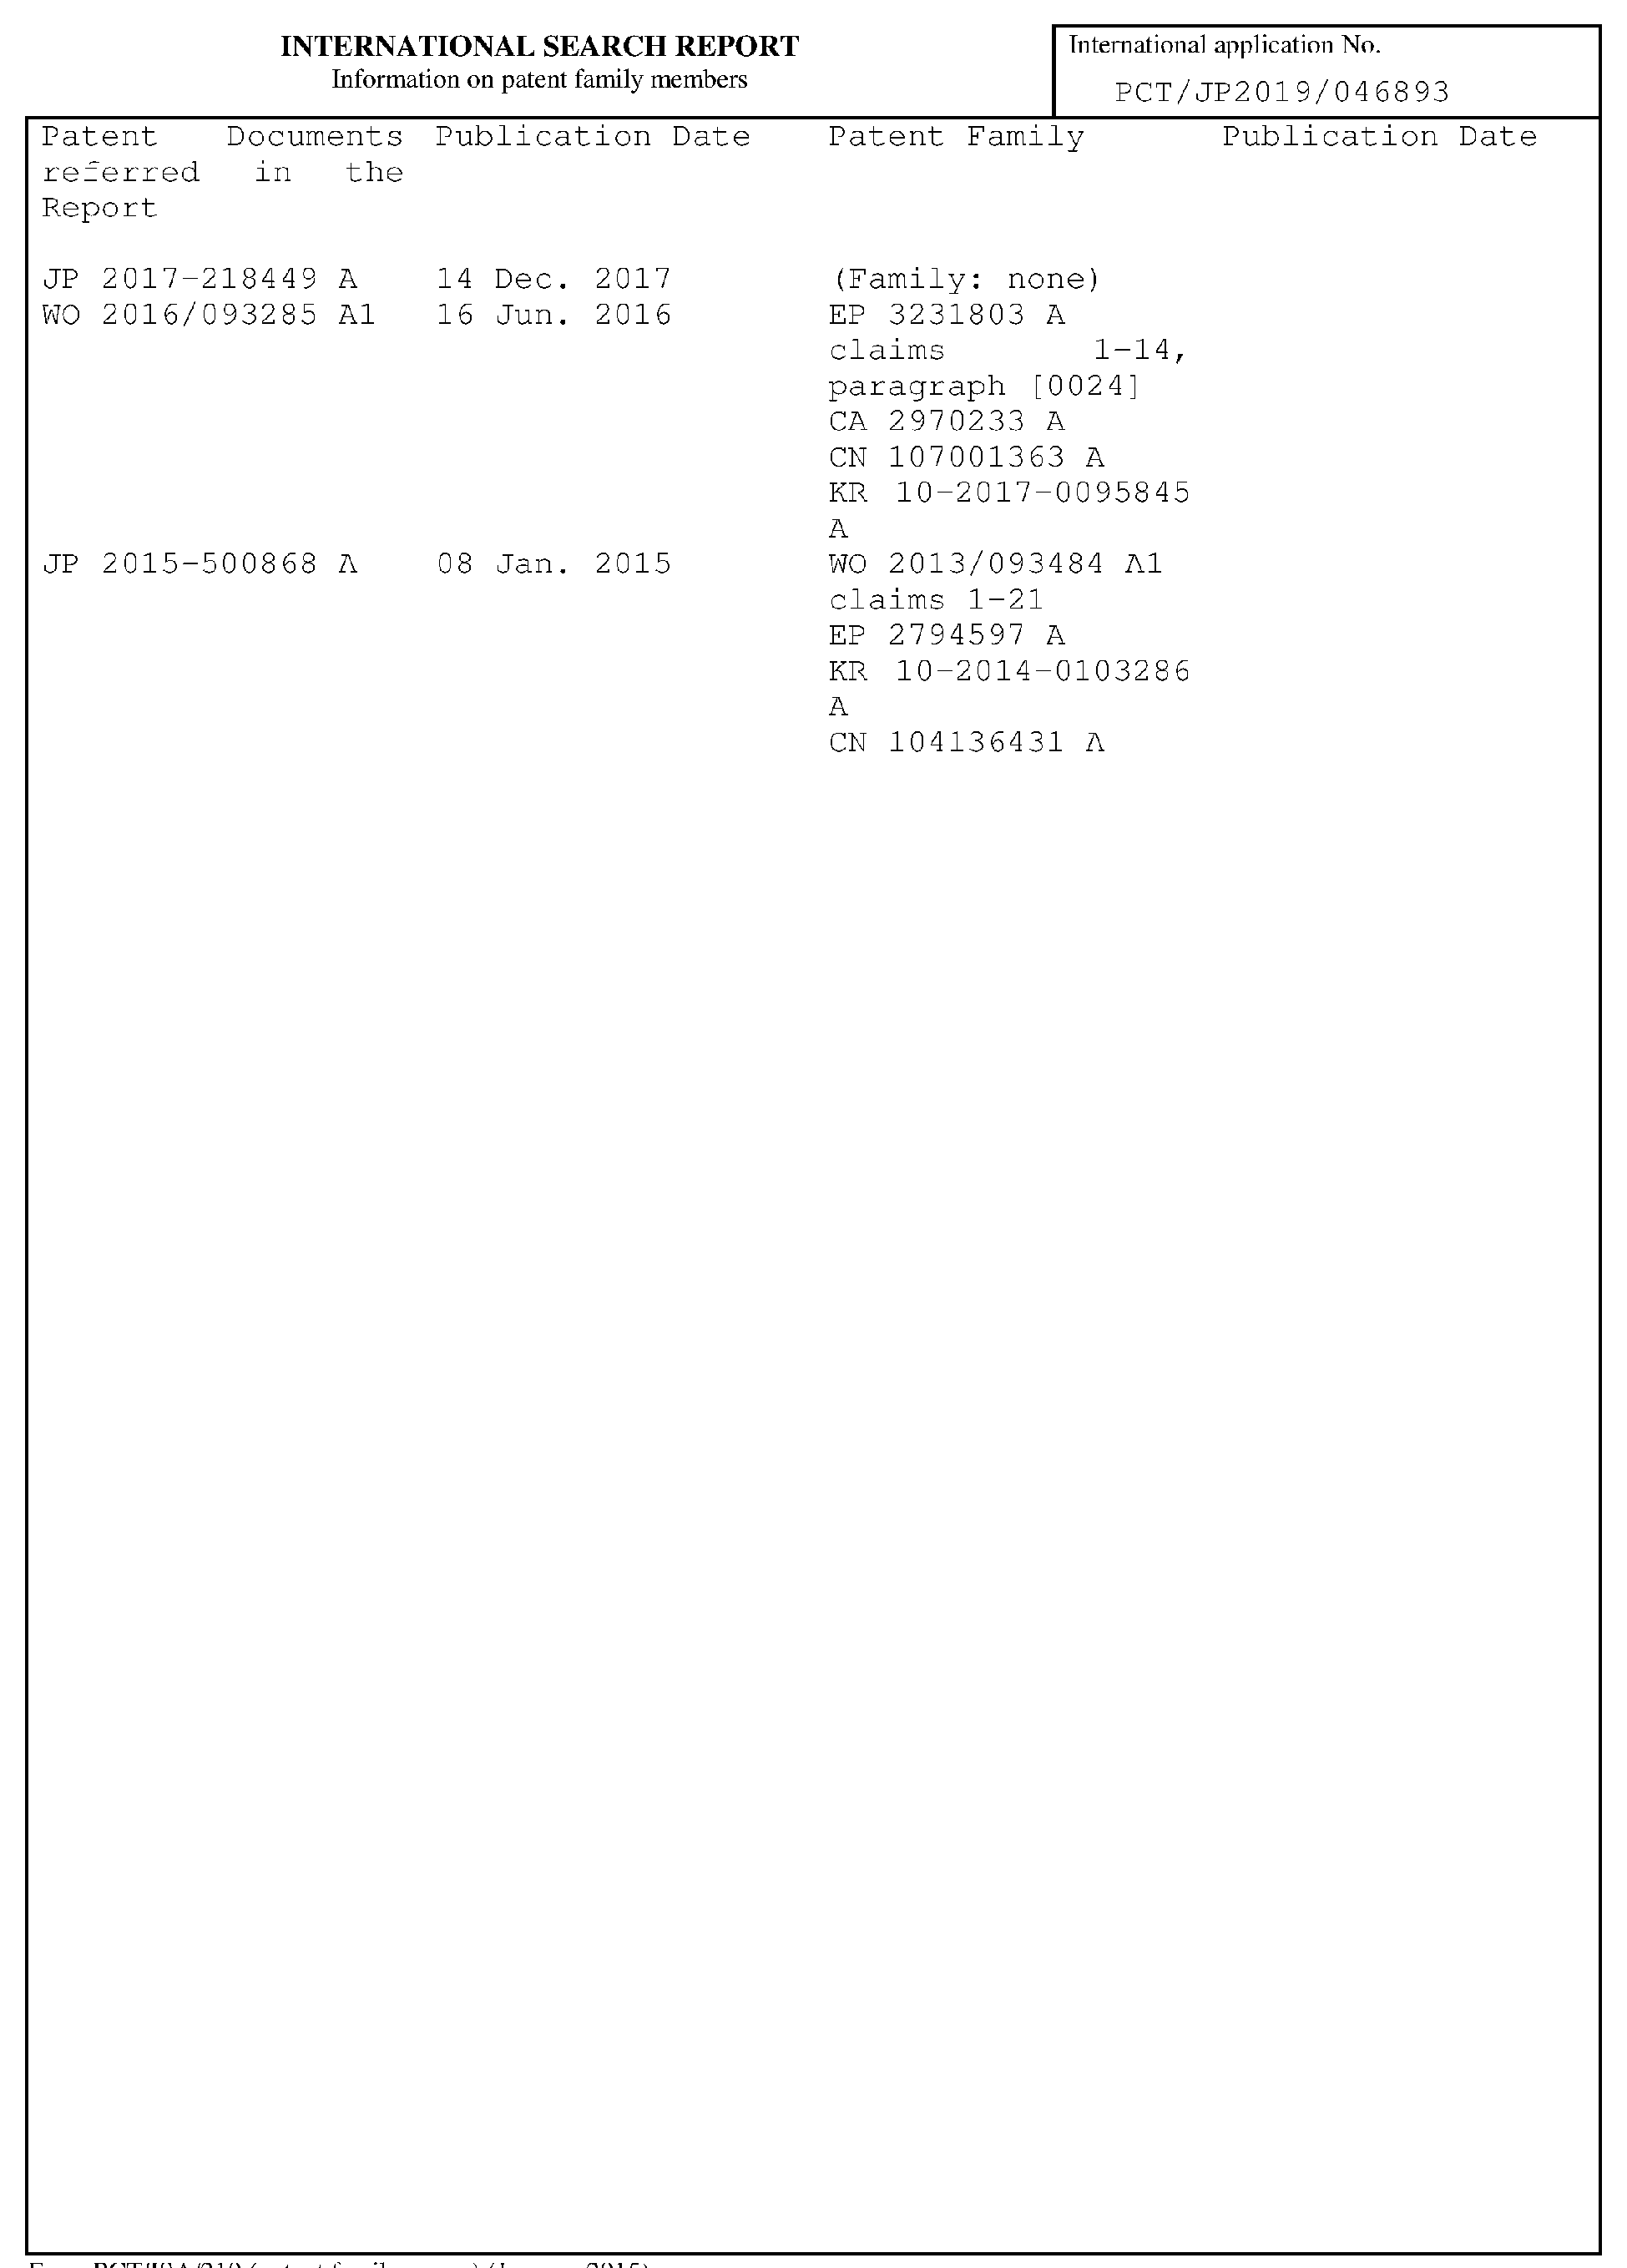 INTERNATIONAL SEARCH REPORT
Information on patent family members
International application No.
PCT/JP2019/046893
Patent Documents Publication Date Patent Family Publication Date
referred in the
Report
JP 2017-218449 A 14 Dec. 2017 (Family: none)
WO 2016/093285 A1 16 Jun. 2016 EP 3231803 A
claims 1-14,
paragraph [0024]
CA 2970233 A
CN 107001363 A
KR 10-2017-0095845
A
JP 2015-500868 A 08 Jan. 2015 WO 2013/093484 A1
claims 1-21
EP 2794597 A
KR 10-2014-0103286
A
CN 104136431 A